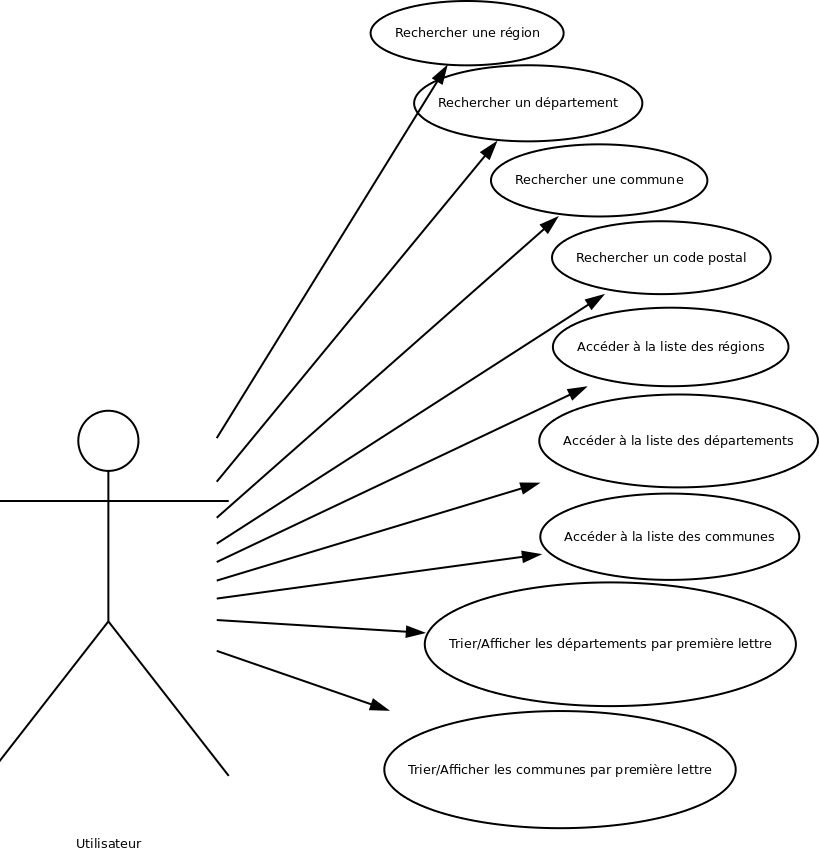 Rechercher une région
Rechercher un département
Rechercher une commune
Rechercher un code postal
Accéder à la liste des régions
Accéder à la liste des départements
Accéder à la liste des communes
Trier/Afficher les départements par première lettre
Trier/Afficher les communes par première lettre
Utilisateur